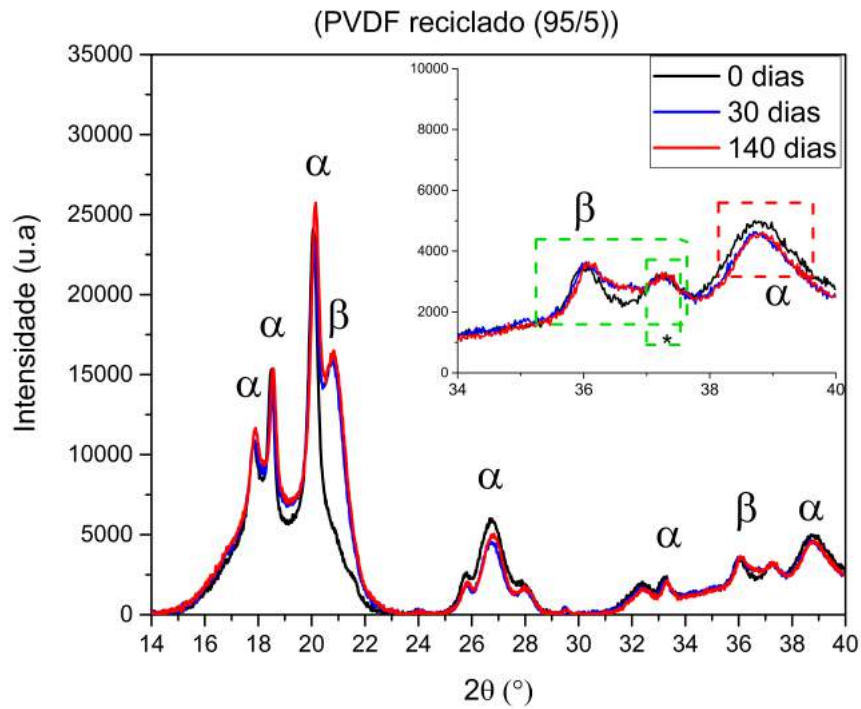 (PVDF reciclado (95/5))
Intensidade (u.a)
35000
30000
25000
20000
15000
10000
5000
0
α
α
α
β
α
α
β
α
14 16 18 20 22 24 26 28 30 32 34 36 38 40
2θ (°)
10000
8000
6000
4000
2000
0
34 36 38 40
0 dias
30 dias
140 dias
β
*
α